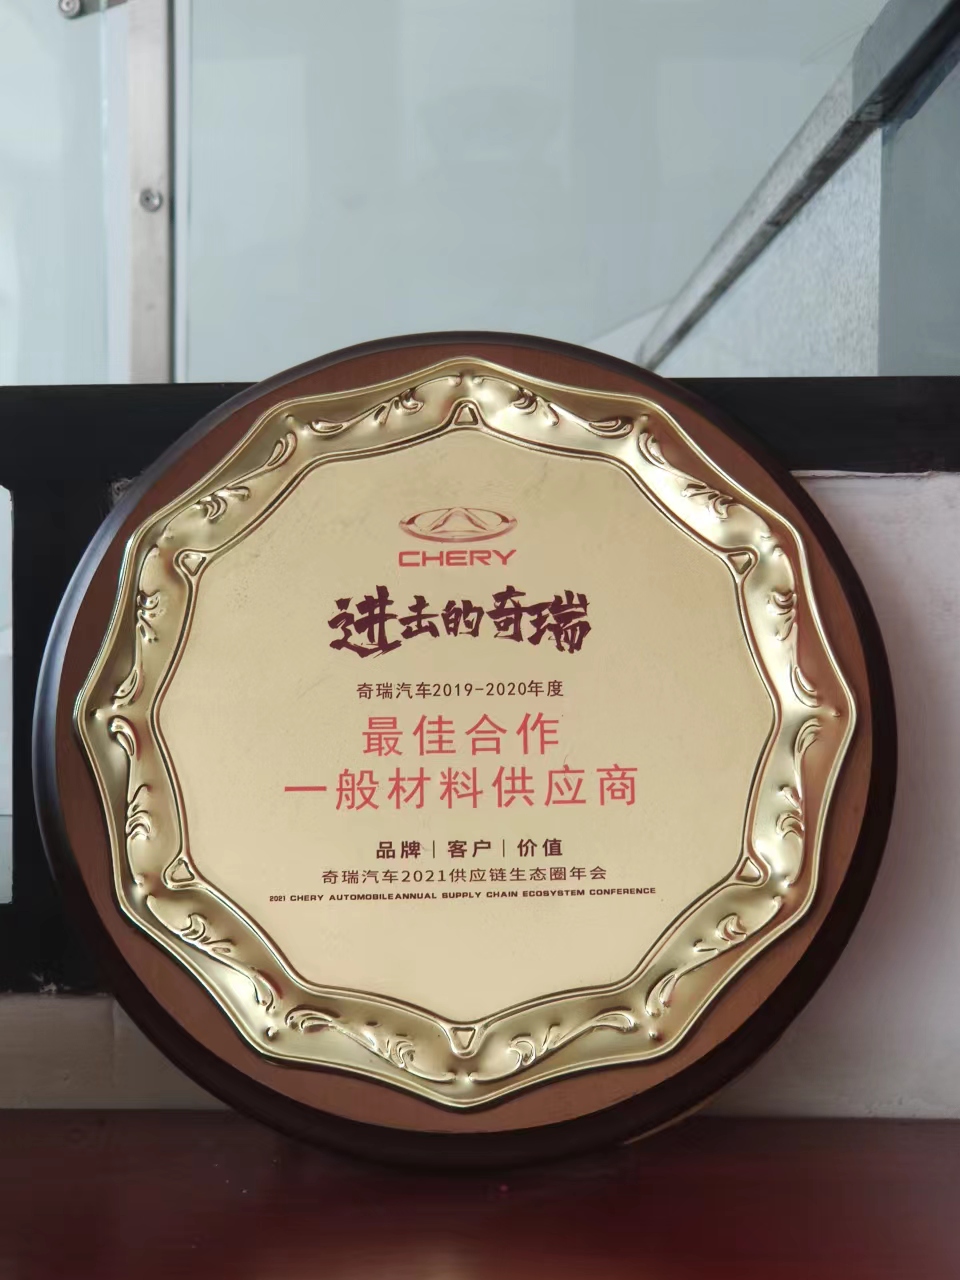 CHERY
进击的奇瑞
奇瑞汽车2019-2020年度
最佳合作
一般材料供应商
品牌｜客户｜价值
奇瑞汽车2021供应链生态圈年会
2021 CHERY AUTOMOBILEANNUAL SUPPLY CHAIN ECOSYSTEM CONFERENCE